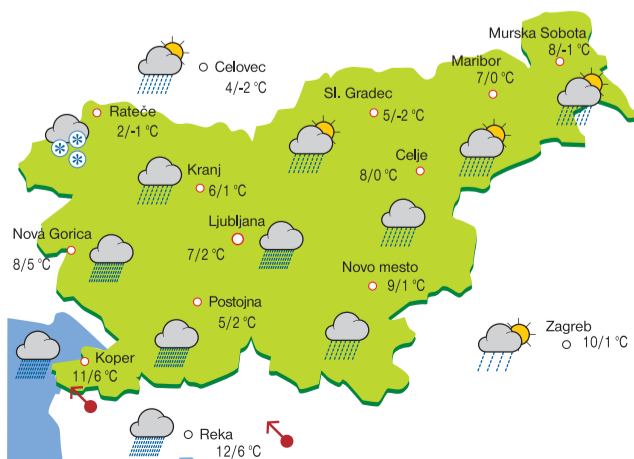 Murska Sobota
8/-1 °C
Maribor
7/0 °C
Celovec
4/-2 °C
Sl. Gradec
5/-2 °C
Rateče
2/-1 °C
Celje
8/0 °C
Kranj
6/1 °C
Ljubljana
7/2 °C
Nova Gorica
8/5 °C
Novo mesto
9/1 °C
Postojna
5/2 °C
Zagreb
10/1 °C
Koper
11/6 °C
Reka
12/6 °C